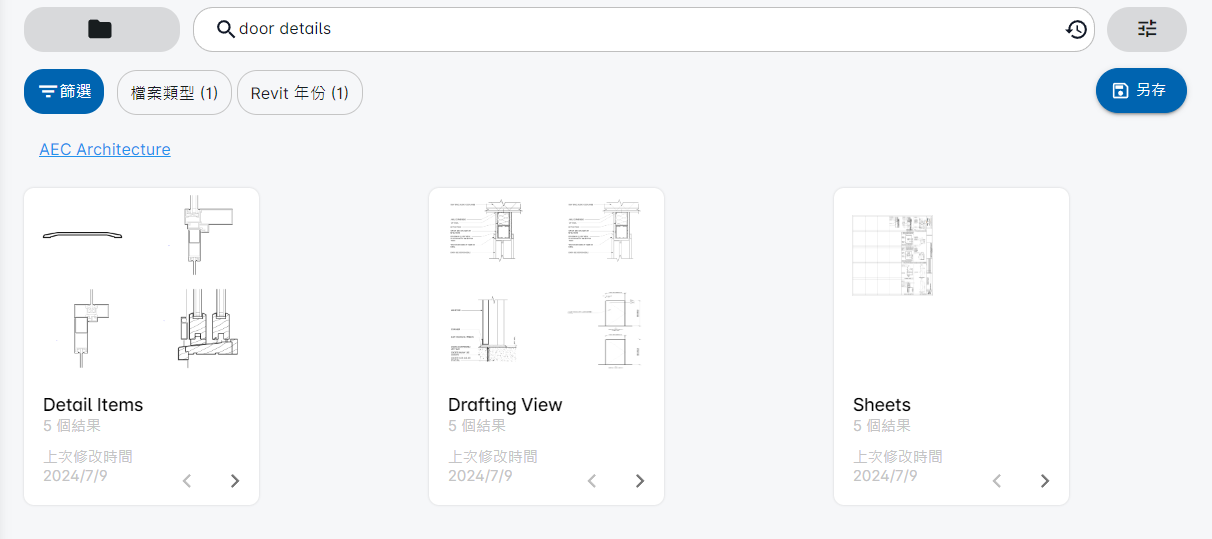 door details
篩選
檔案類型 (1)
Revit 年份 (1)
另存
AEC Architecture
Detail Items
5 個結果
上次修改時間
2024/7/9
Drafting View
5 個結果
上次修改時間
2024/7/9
Sheets
5 個結果
上次修改時間
2024/7/9